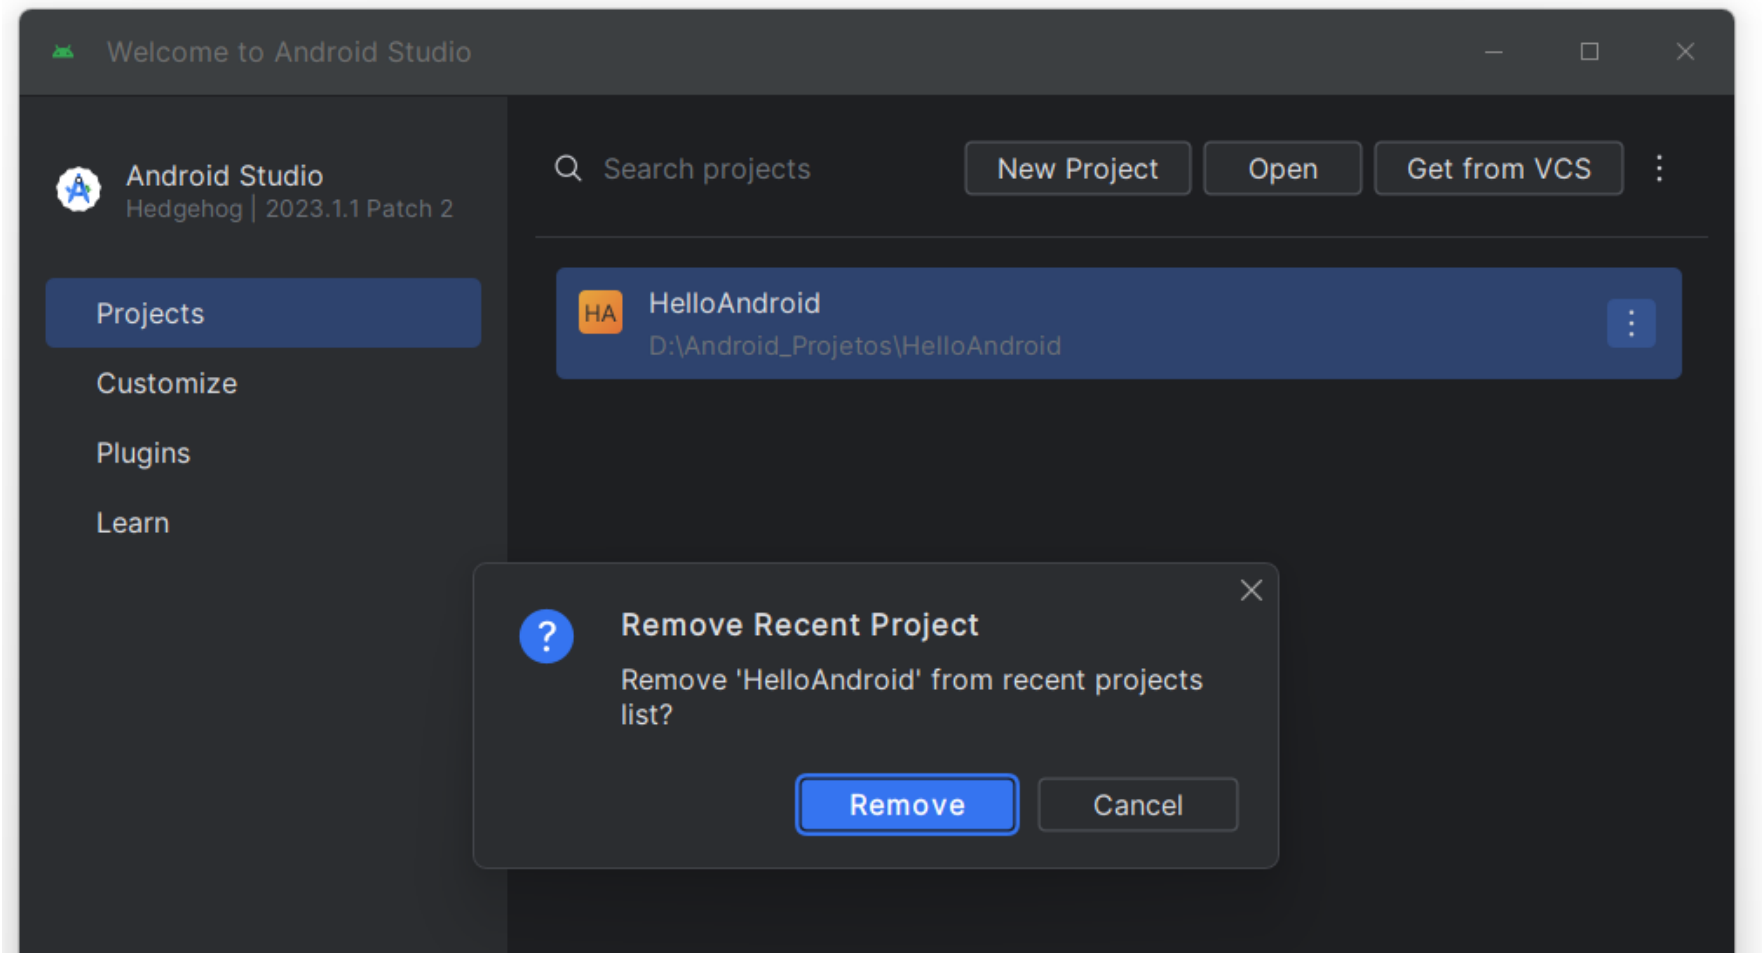 Welcome to Android Studio
Android Studio
Hedgehog | 2023.1.1 Patch 2
Projects
Customize
Plugins
Learn
Search projects
New Project
Open
Get from VCS
HA
HelloAndroid
D:\Android_Projetos\HelloAndroid
?
Remove Recent Project
Remove 'HelloAndroid' from recent projects
list?
Remove
Cancel